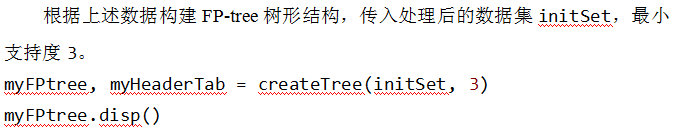 根据上述数据构建 FP-tree 树形结构，传入处理后的数据集 initSet，最小
支持度 3。
myFPtree, myHeaderTab = createTree(initSet, 3)
myFPtree.disp()